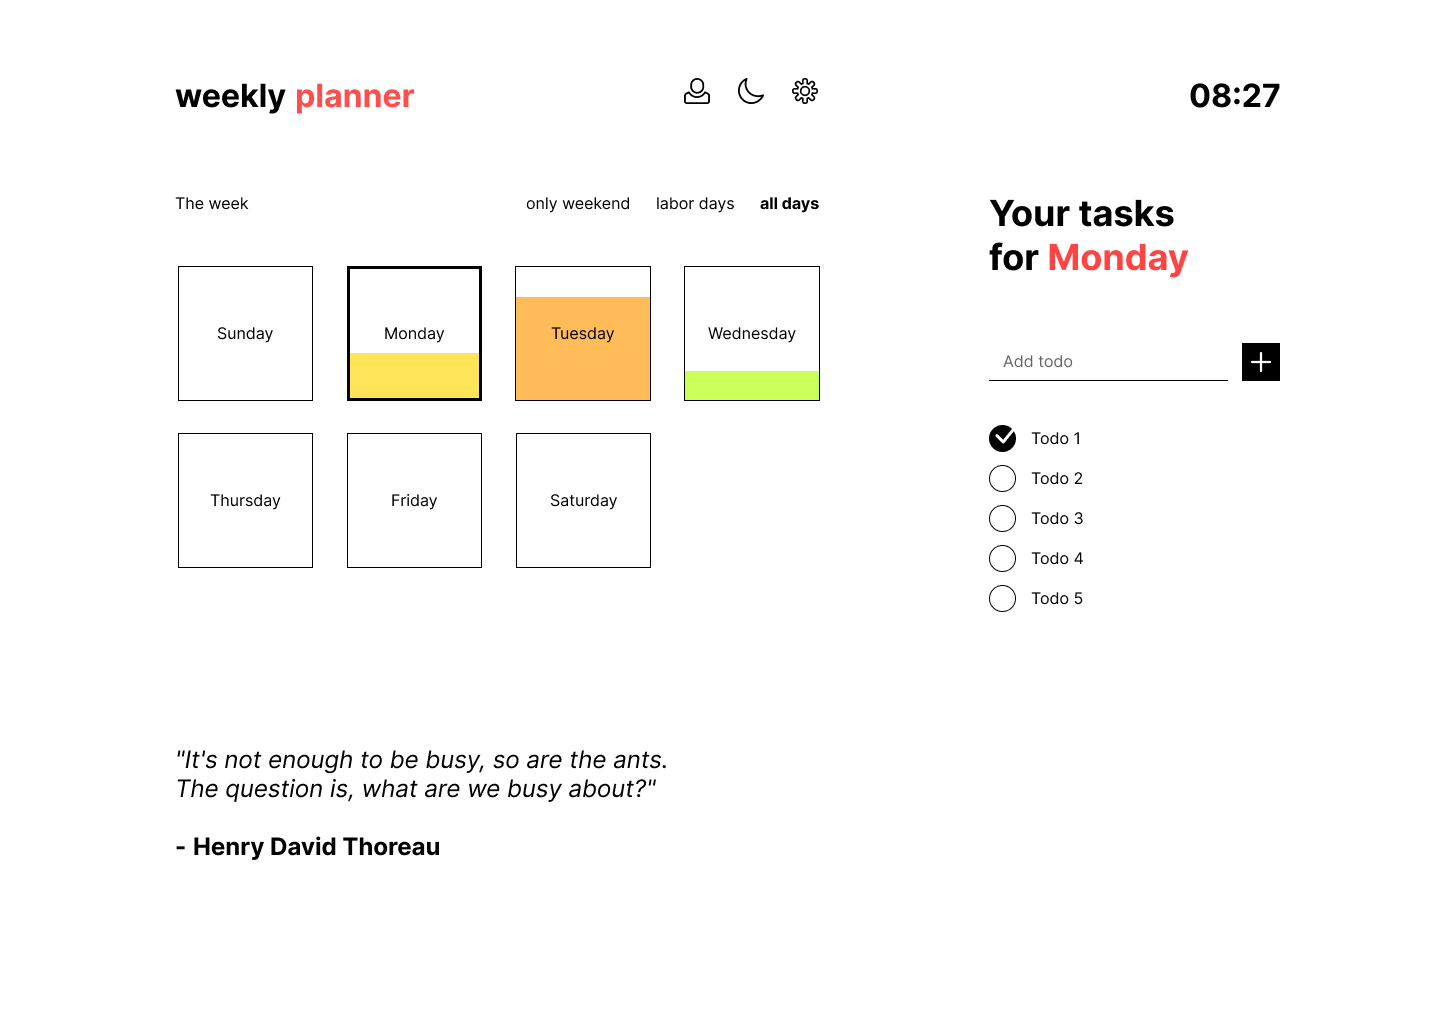 weekly planner
08:27
The week
only weekend
labor days
all days
Sunday
Monday
Tuesday
Wednesday
Thursday
Friday
Saturday
Your tasks
for Monday
Add todo
Todo 1
Todo 2
Todo 3
Todo 4
Todo 5
"It's not enough to be busy, so are the ants.
The question is, what are we busy about?"
- Henry David Thoreau